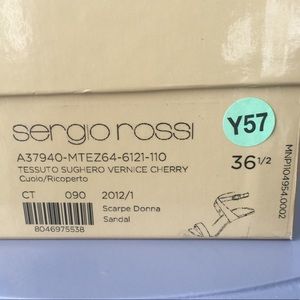 sergio rossi
Y57
A37940-MTEZ64-6121-110
36 1/2
TESSUTO SUGHERO VERNICE CHERRY
Cuoio/Ricoperto
CT 090 2012/1
Scarpe Donna
Sandal
8046975538
MNP1104954.0002